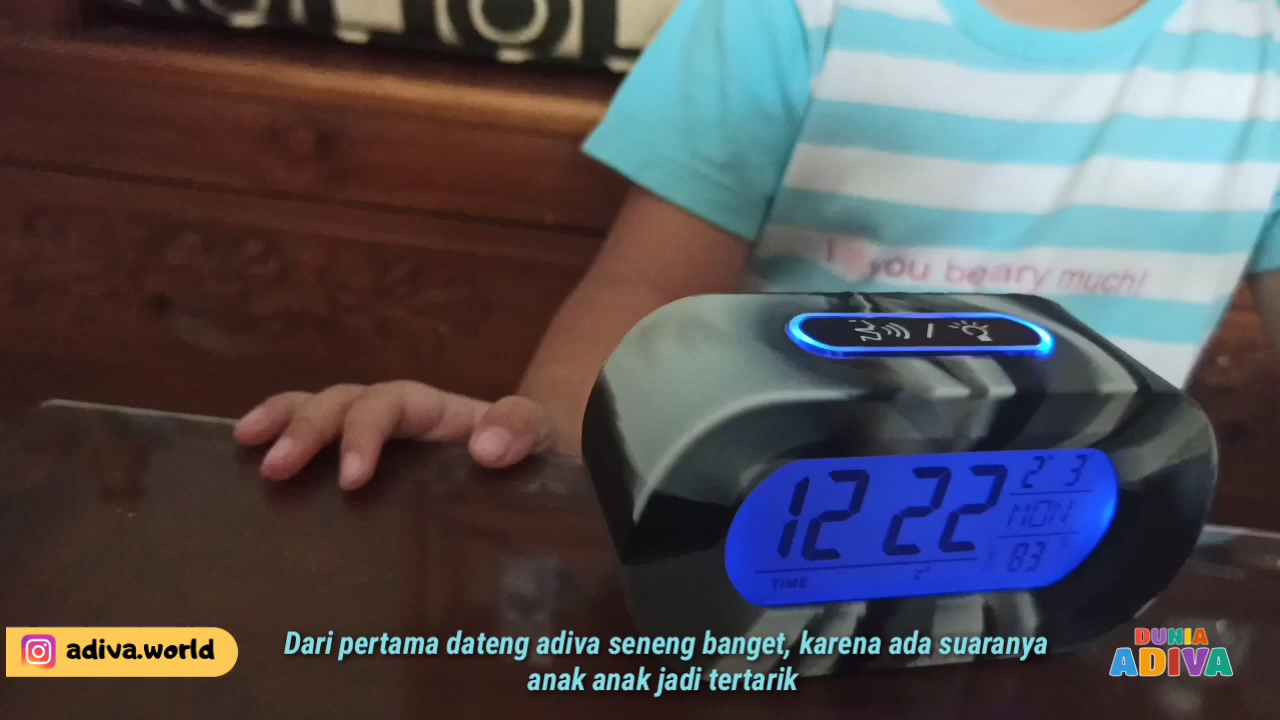 I you beary much!
12 22
2 3
MON
83
TIME
z²
adiva.world
Dari pertama dateng adiva seneng banget, karena ada suaranya
anak anak jadi tertarik
DUNIA
ADIVA